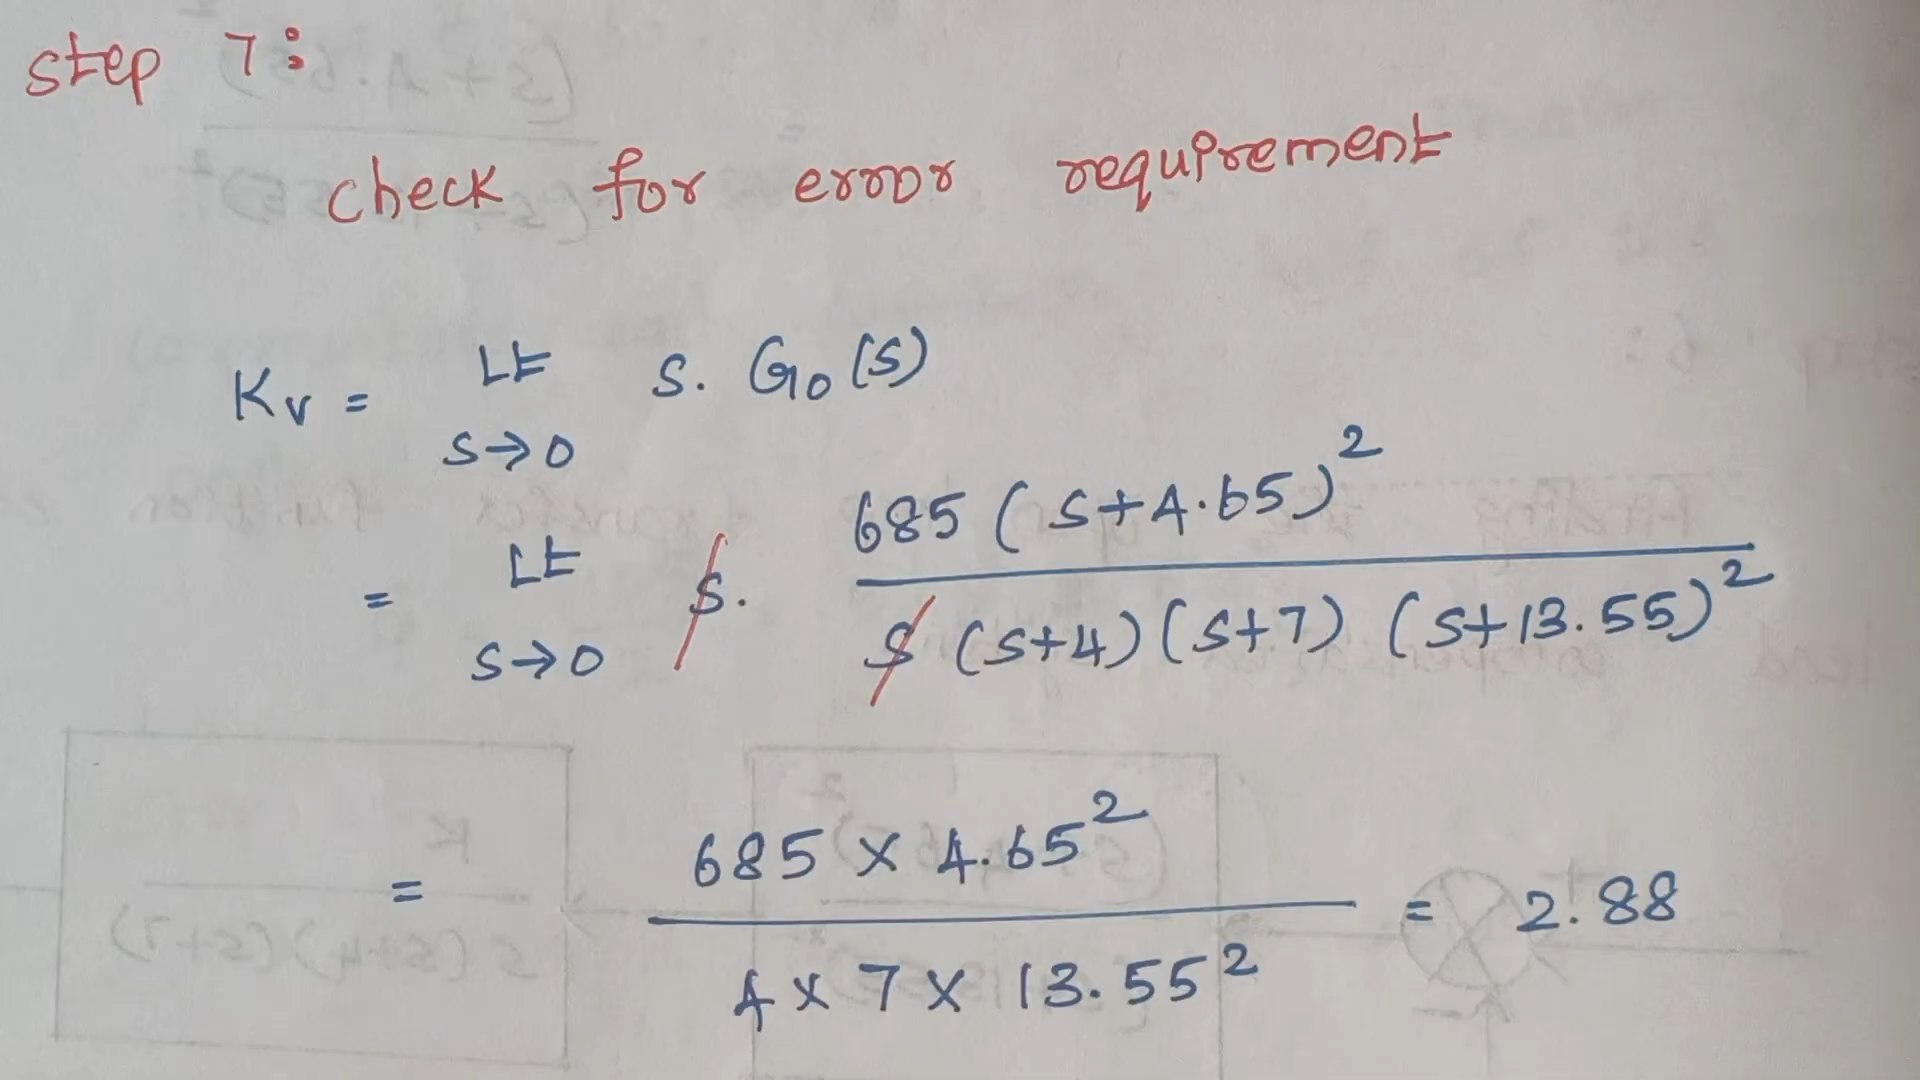 step 7:
check for error requirement
Kv = Lt s. G0(s)
s→0
685 (s+4.65)²
= Lt s. 
s→0 s (s+4)(s+7) (s+13.55)²
685 × 4.65²
= = 2.88
4 × 7 × 13.55²